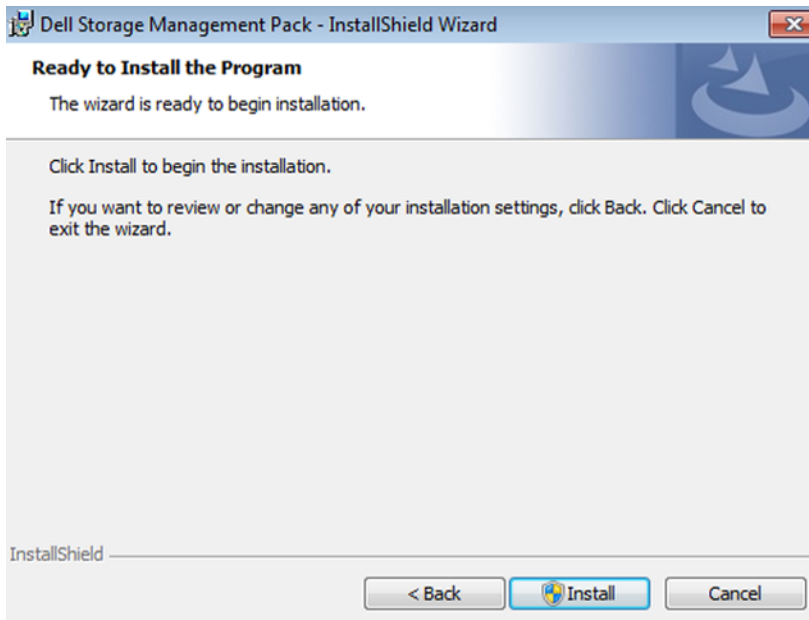 Dell Storage Management Pack - InstallShield Wizard
Ready to Install the Program
The wizard is ready to begin installation.
Click Install to begin the installation.
If you want to review or change any of your installation settings, click Back. Click Cancel to
exit the wizard.
InstallShield
< Back
Install
Cancel